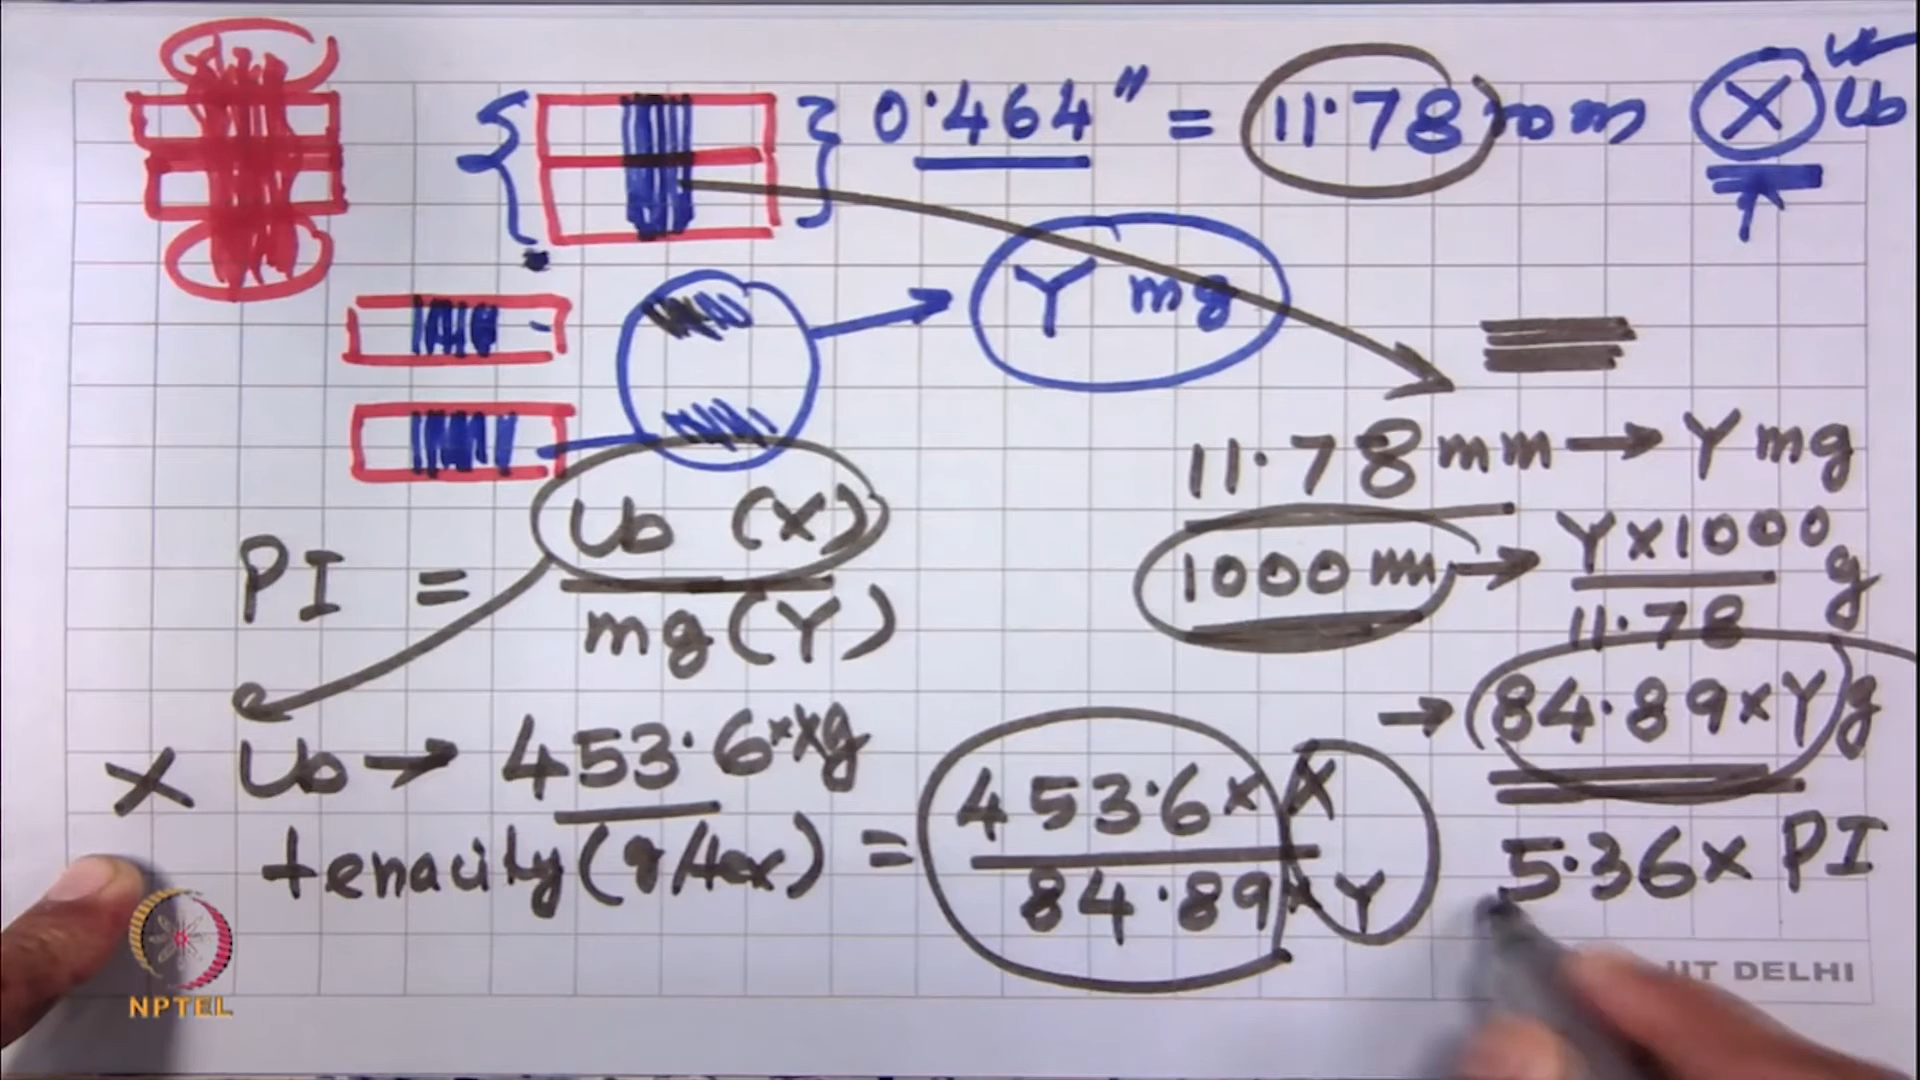 0.464" = 11.78 mm X lb
Y mg
11.78 mm → Y mg
1000 m → Y x 1000 g
11.78
→ 84.89 x Y g
PI = lb (X)
mg (Y)
X lb → 453.6 x X g
tenacity (g/tex) = 453.6 x X
84.89 x Y
5.36 x PI
NPTEL
IIT DELHI